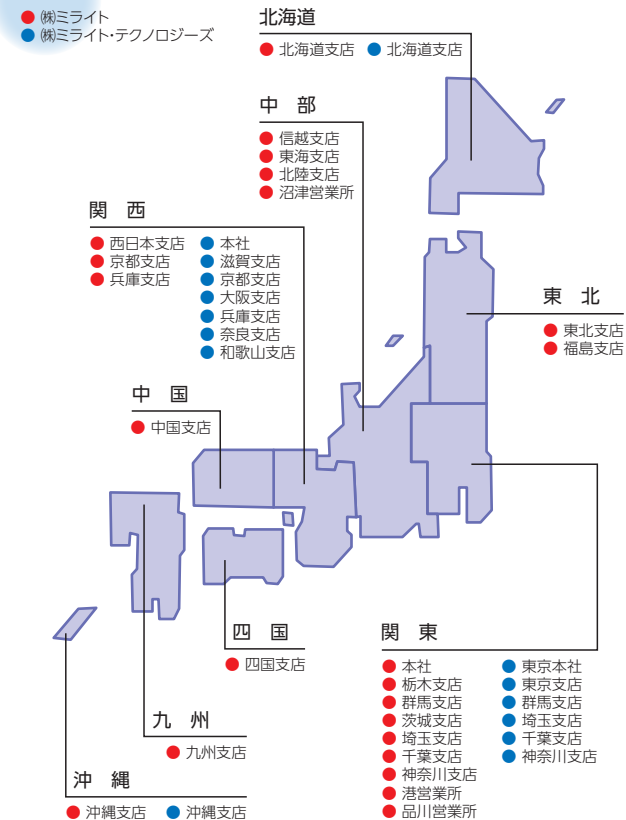 ● ㈱ミライト
● ㈱ミライト・テクノロジーズ
北海道
● 北海道支店 ● 北海道支店
中 部
● 信越支店
● 東海支店
● 北陸支店
● 沼津営業所
関 西
● 西日本支店 ● 本社
● 京都支店 ● 滋賀支店
● 兵庫支店 ● 京都支店
● 大阪支店
● 兵庫支店
● 奈良支店
● 和歌山支店
東 北
● 東北支店
● 福島支店
中 国
● 中国支店
四 国
● 四国支店
関 東
● 本社 ● 東京本社
● 栃木支店 ● 東京支店
● 群馬支店 ● 群馬支店
● 茨城支店 ● 埼玉支店
● 埼玉支店 ● 千葉支店
● 千葉支店 ● 神奈川支店
● 神奈川支店
● 港営業所
● 品川営業所
九 州
● 九州支店
沖 縄
● 沖縄支店 ● 沖縄支店